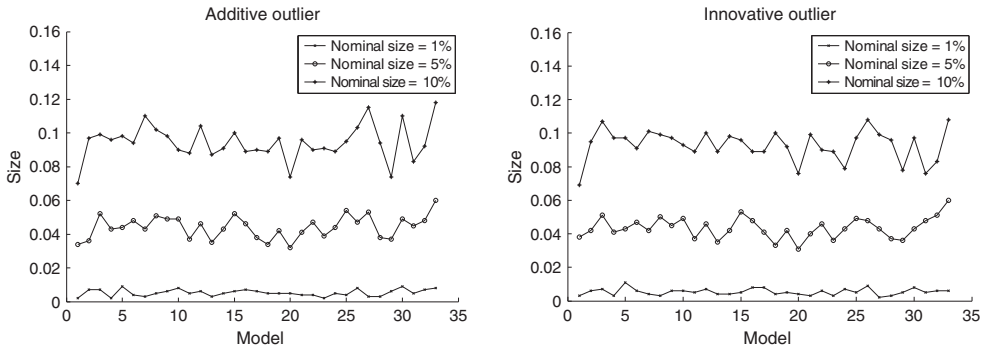 Additive outlier
0.16
0.14
0.12
0.1
0.08
0.06
0.04
0.02
0
Size
Nominal size = 1%
Nominal size = 5%
Nominal size = 10%
0 5 10 15 20 25 30 35
Model
Innovative outlier
0.16
0.14
0.12
0.1
0.08
0.06
0.04
0.02
0
Size
Nominal size = 1%
Nominal size = 5%
Nominal size = 10%
0 5 10 15 20 25 30 35
Model